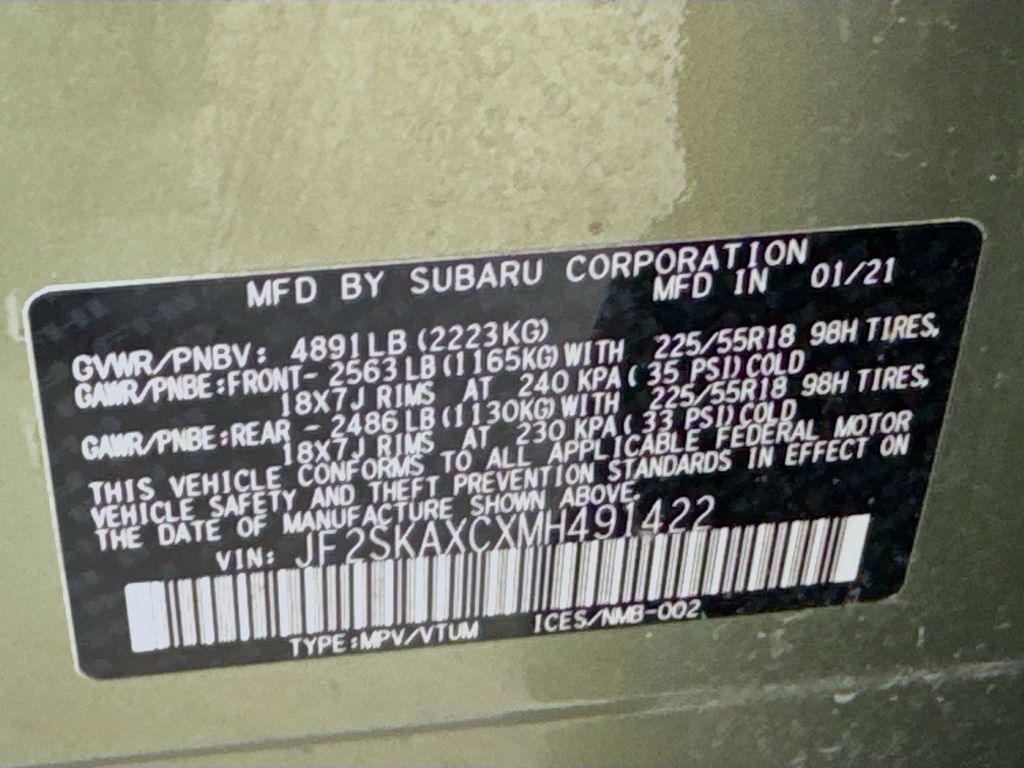 MFD BY SUBARU CORPORATION
MFD IN 01/21
GVWR/PNBV: 4891LB (2223KG)
GAWR/PNBE:FRONT- 2563 LB (1165KG) WITH 225/55R18 98H TIRES,
18X7J RIMS AT 240 KPA ( 35 PSI) COLD
GAWR/PNBE:REAR - 2486 LB (1130KG) WITH 225/55R18 98H TIRES,
18X7J RIMS AT 230 KPA ( 33 PSI) COLD
THIS VEHICLE CONFORMS TO ALL APPLICABLE FEDERAL MOTOR
VEHICLE SAFETY AND THEFT PREVENTION STANDARDS IN EFFECT ON
THE DATE OF MANUFACTURE SHOWN ABOVE.
VIN: JF2SKAXCXMH491422
TYPE:MPV/VTUM ICES/NMB-002